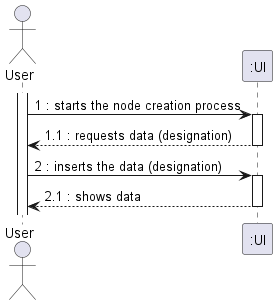 User
:UI
1 : starts the node creation process
1.1 : requests data (designation)
2 : inserts the data (designation)
2.1 : shows data
User
:UI